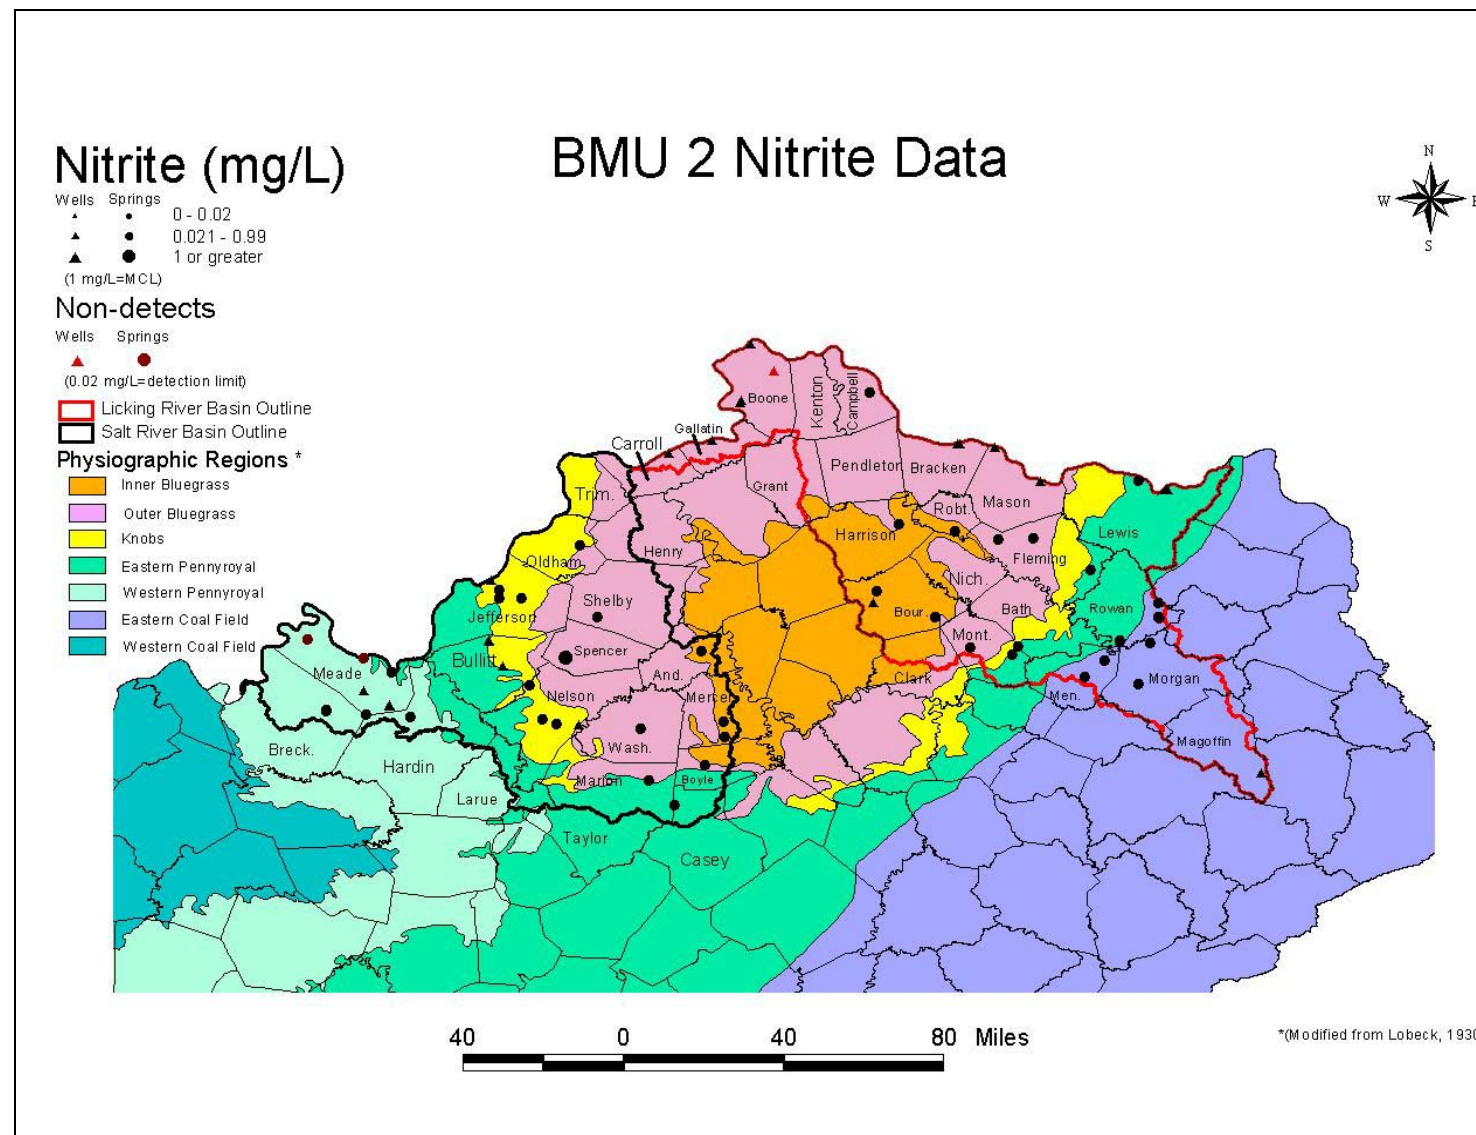 BMU 2 Nitrite Data
Nitrite (mg/L)
Wells Springs
0 - 0.02
0.021 - 0.99
1 or greater
(1 mg/L=MCL)
Non-detects
Wells Springs
(0.02 mg/L=detection limit)
Licking River Basin Outline
Salt River Basin Outline
Physiographic Regions *
Inner Bluegrass
Outer Bluegrass
Knobs
Eastern Pennyroyal
Western Pennyroyal
Eastern Coal Field
Western Coal Field
N
W
S
Boone
Kenton
Campbell
Gallatin
Carroll
Grant
Pendleton
Bracken
Mason
Robt.
Trim.
Henry
Harrison
Lewis
Fleming
Oldham
Nich.
Shelby
Jefferson
Bour.
Bath
Rowan
Mont.
Bullitt
Spencer
And.
Clark
Meade
Nelson
Mercer
Men.
Morgan
Magoffin
Breck.
Wash.
Hardin
Marion
Boyle
Larue
Taylor
Casey
40 0 40 80 Miles
*(Modified from Lobeck, 1930